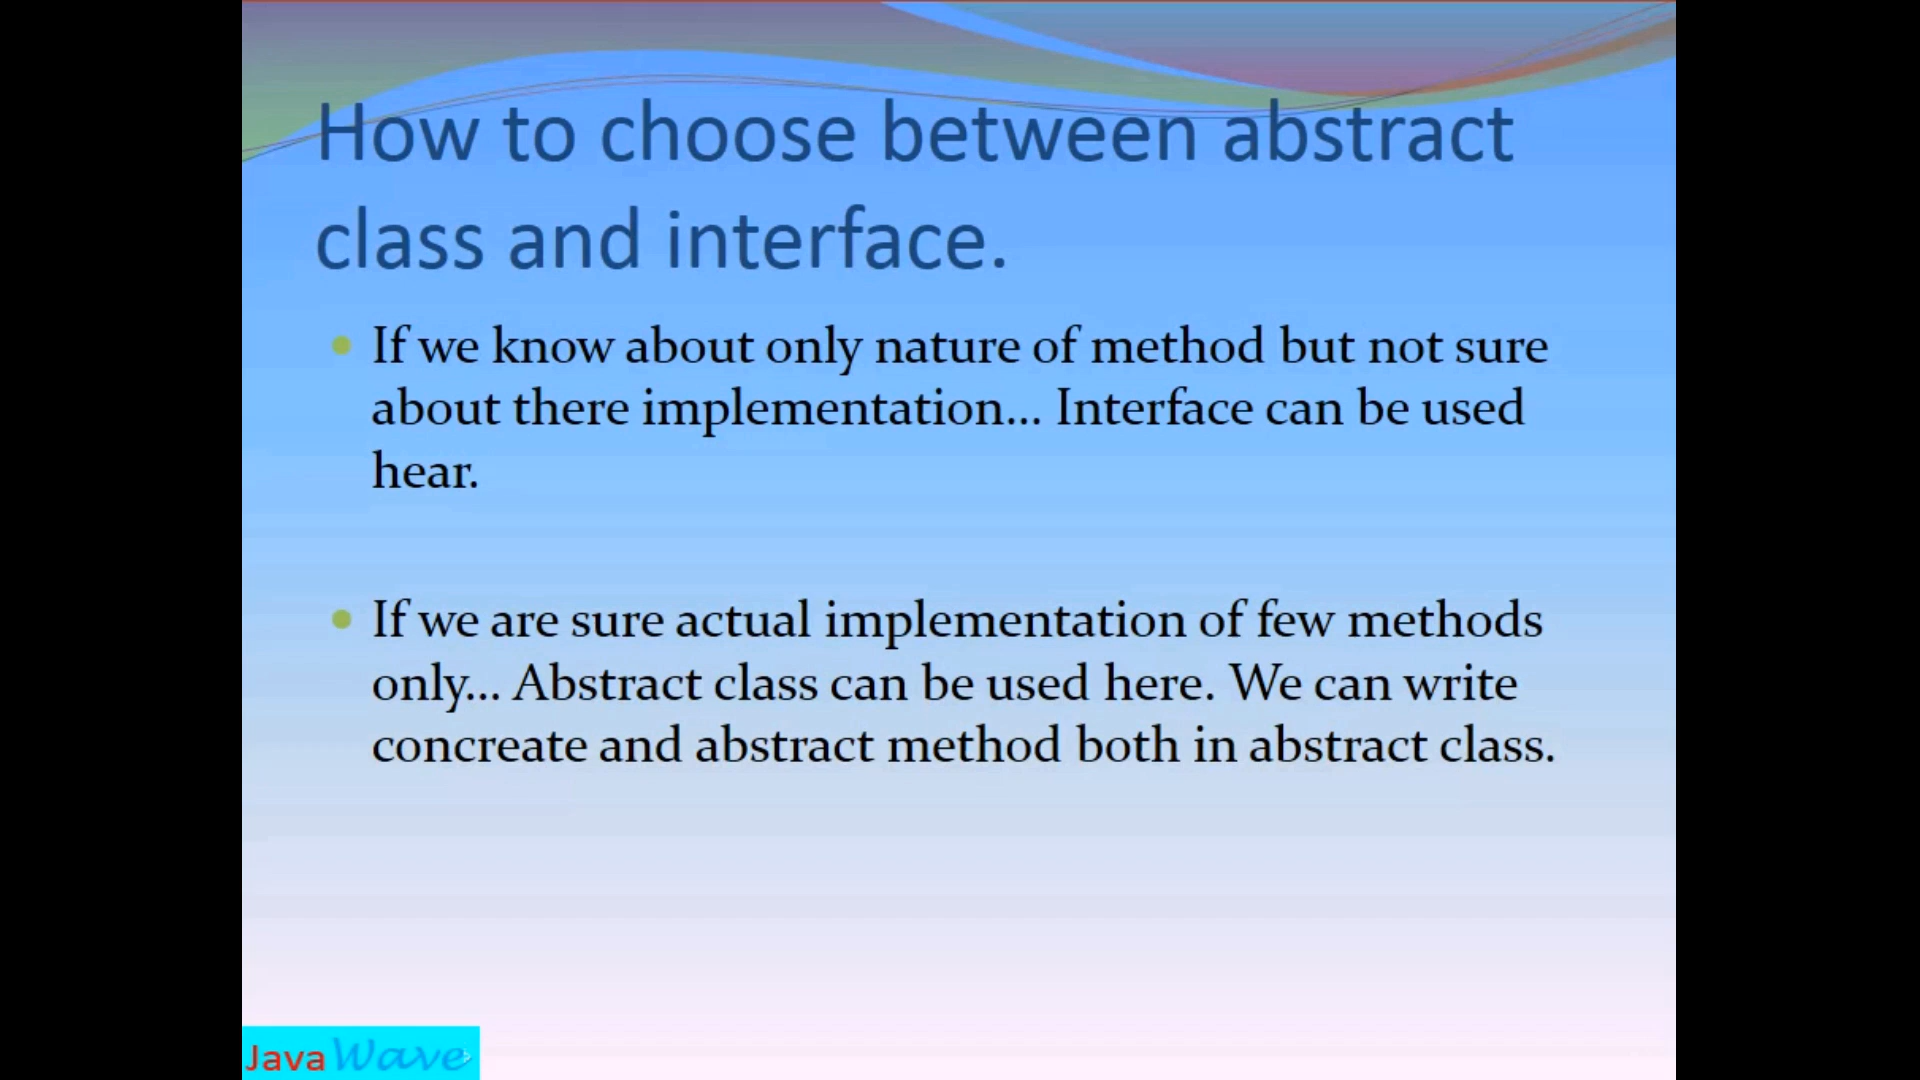 How to choose between abstract
class and interface.
If we know about only nature of method but not sure
about there implementation... Interface can be used
hear.
If we are sure actual implementation of few methods
only... Abstract class can be used here. We can write
concreate and abstract method both in abstract class.
Java Wave